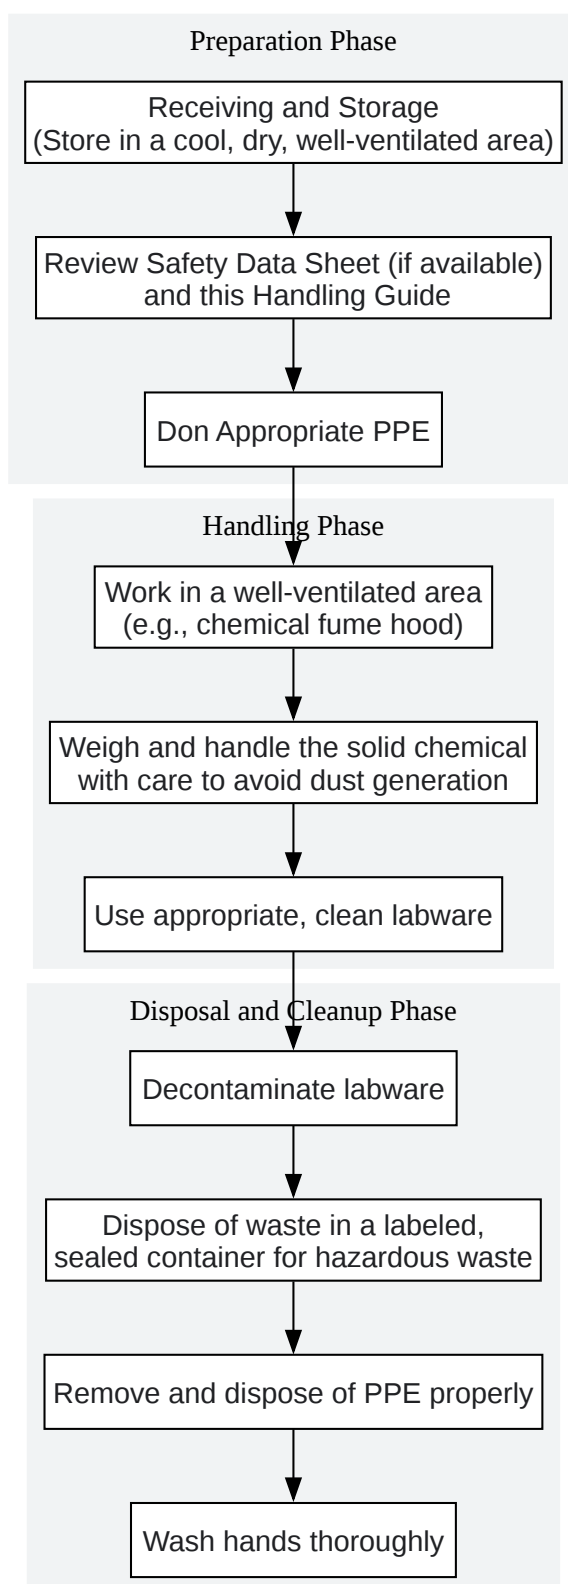 Preparation Phase
Receiving and Storage
(Store in a cool, dry, well-ventilated area)
Review Safety Data Sheet (if available)
and this Handling Guide
Don Appropriate PPE
Handling Phase
Work in a well-ventilated area
(e.g., chemical fume hood)
Weigh and handle the solid chemical
with care to avoid dust generation
Use appropriate, clean labware
Disposal and Cleanup Phase
Decontaminate labware
Dispose of waste in a labeled,
sealed container for hazardous waste
Remove and dispose of PPE properly
Wash hands thoroughly